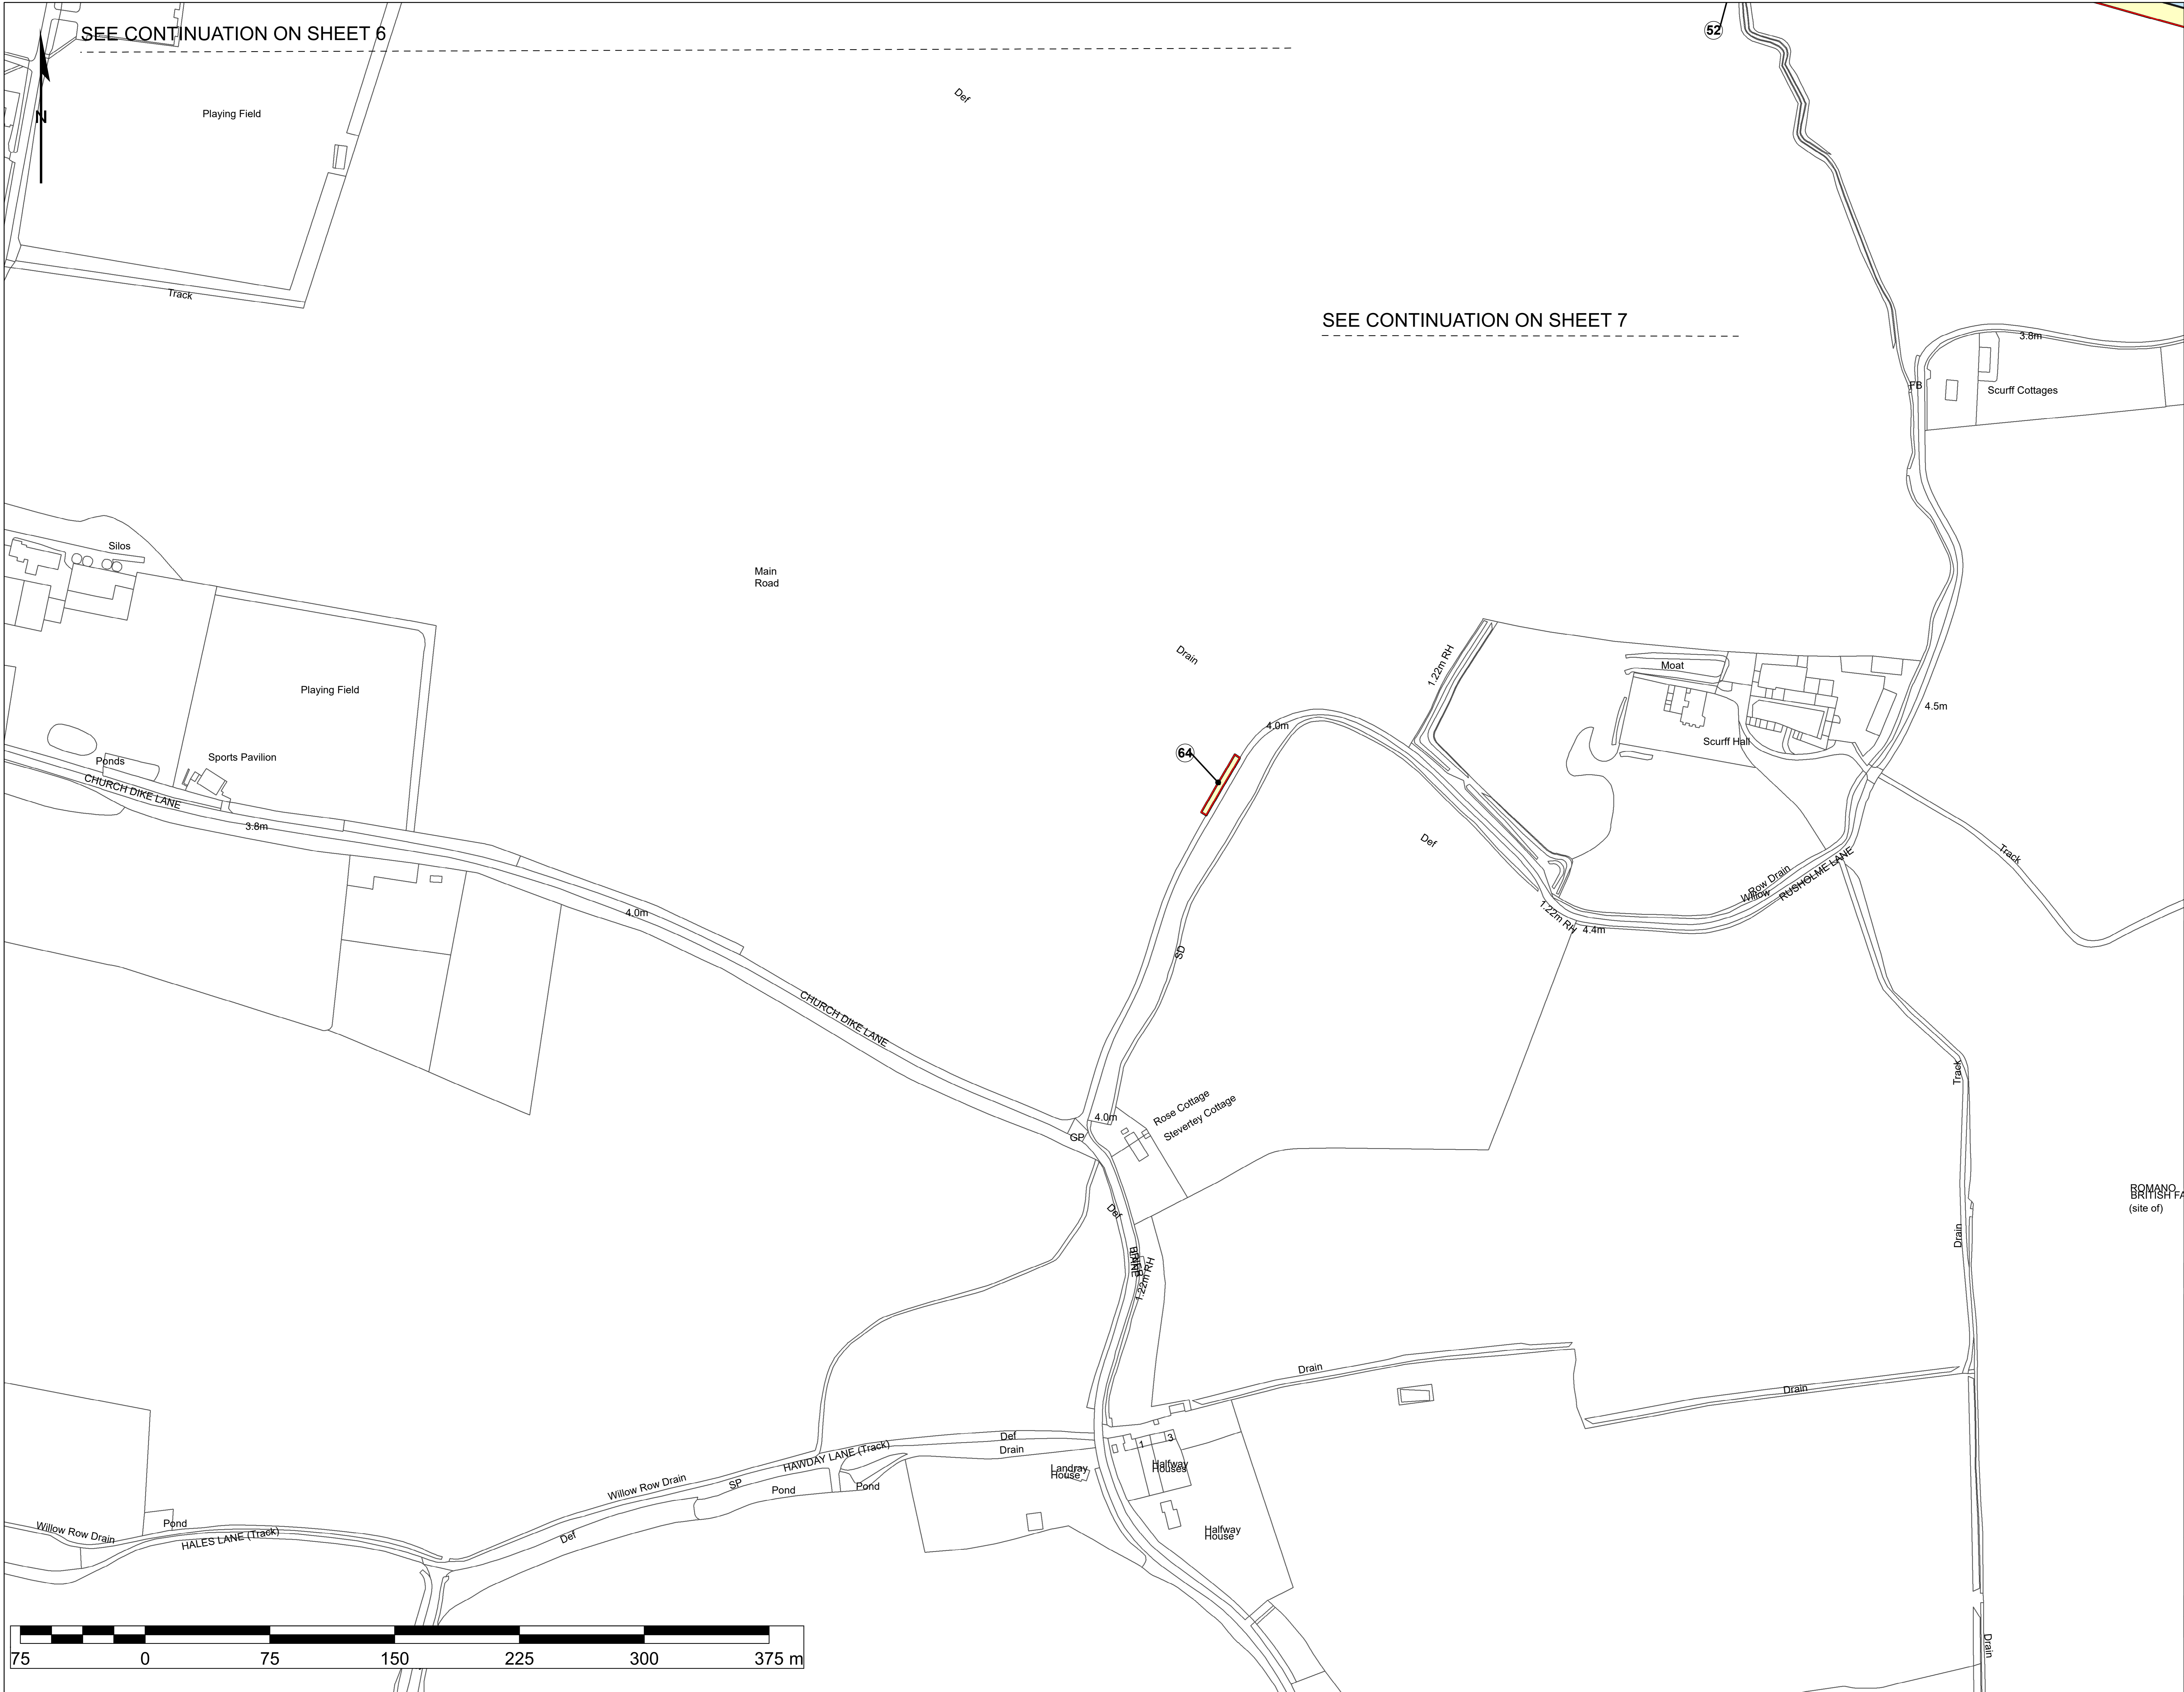 SEE CONTINUATION ON SHEET 6
52
N
Def
Playing Field
Track
SEE CONTINUATION ON SHEET 7
3.8m
FB
Scurff Cottages
Silos
Main
Road
Drain
1.22m RH
Moat
Playing Field
4.5m
4.0m
64
Scurff Hall
Sports Pavilion
Ponds
CHURCH DIKE LANE
3.8m
Def
Track
Row Drain
Willow
RUSHOLME LANE
1.22m RH
4.4m
4.0m
SD
CHURCH DIKE LANE
Track
Rose Cottage
Stevertey Cottage
4.0m
GP
ROMANO
BRITISH FA
(site of)
Def
Drain
LANE
1.22m RH
Drain
Drain
Def
Drain
HAWDAY LANE (Track)
1
3
Landray
House
Halfway
Houses
Willow Row Drain
SP
Pond
Pond
Pond
Willow Row Drain
HALES LANE (Track)
Def
Halfway
House
Drain
75
0
75
150
225
300
375 m